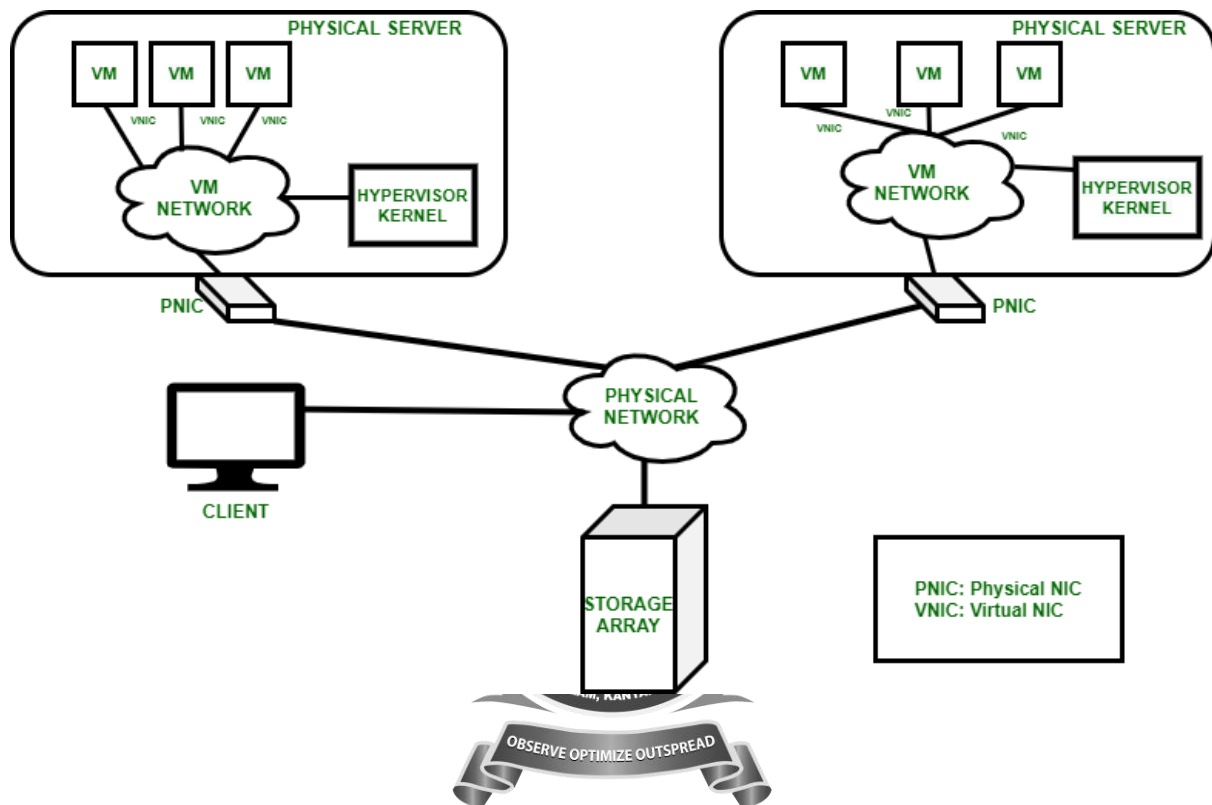 PHYSICAL SERVER
VM
VM
VM
VNIC
VNIC
VNIC
VM
NETWORK
HYPERVISOR
KERNEL
PNIC
PHYSICAL SERVER
VM
VM
VM
VNIC
VNIC
VNIC
VM
NETWORK
HYPERVISOR
KERNEL
PNIC
PHYSICAL
NETWORK
CLIENT
STORAGE
ARRAY
PNIC: Physical NIC
VNIC: Virtual NIC
OBSERVE OPTIMIZE OUTSPREAD